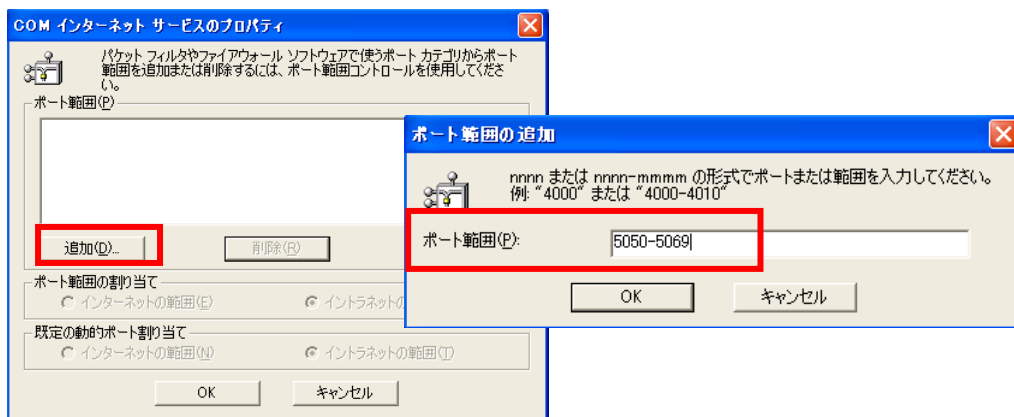 COM インターネット サービスのプロパティ
パケット フィルタやファイアウォール ソフトウェアで使うポート カテゴリからポート
範囲を追加または削除するには、ポート範囲コントロールを使用してくださ
い。
ポート範囲(P)
追加(D)...
削除(R)
ポート範囲の割り当て
インターネットの範囲(E)
イントラネットの
既定の動的ポート割り当て
インターネットの範囲(N)
イントラネットの範囲(T)
OK
キャンセル
ポート範囲の追加
nnnn または nnnn-mmmm の形式でポートまたは範囲を入力してください。
例: "4000" または "4000-4010"
ポート範囲(P):
5050-5069
OK
キャンセル